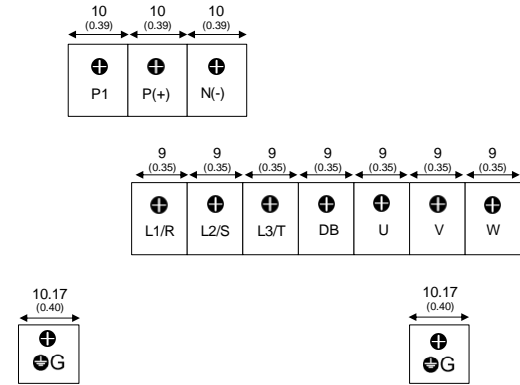 10 10 10
(0.39) (0.39) (0.39)
P1 P(+) N(-)
9 9 9 9 9 9 9
(0.35) (0.35) (0.35) (0.35) (0.35) (0.35) (0.35)
L1/R L2/S L3/T DB U V W
10.17 10.17
(0.40) (0.40)
G G